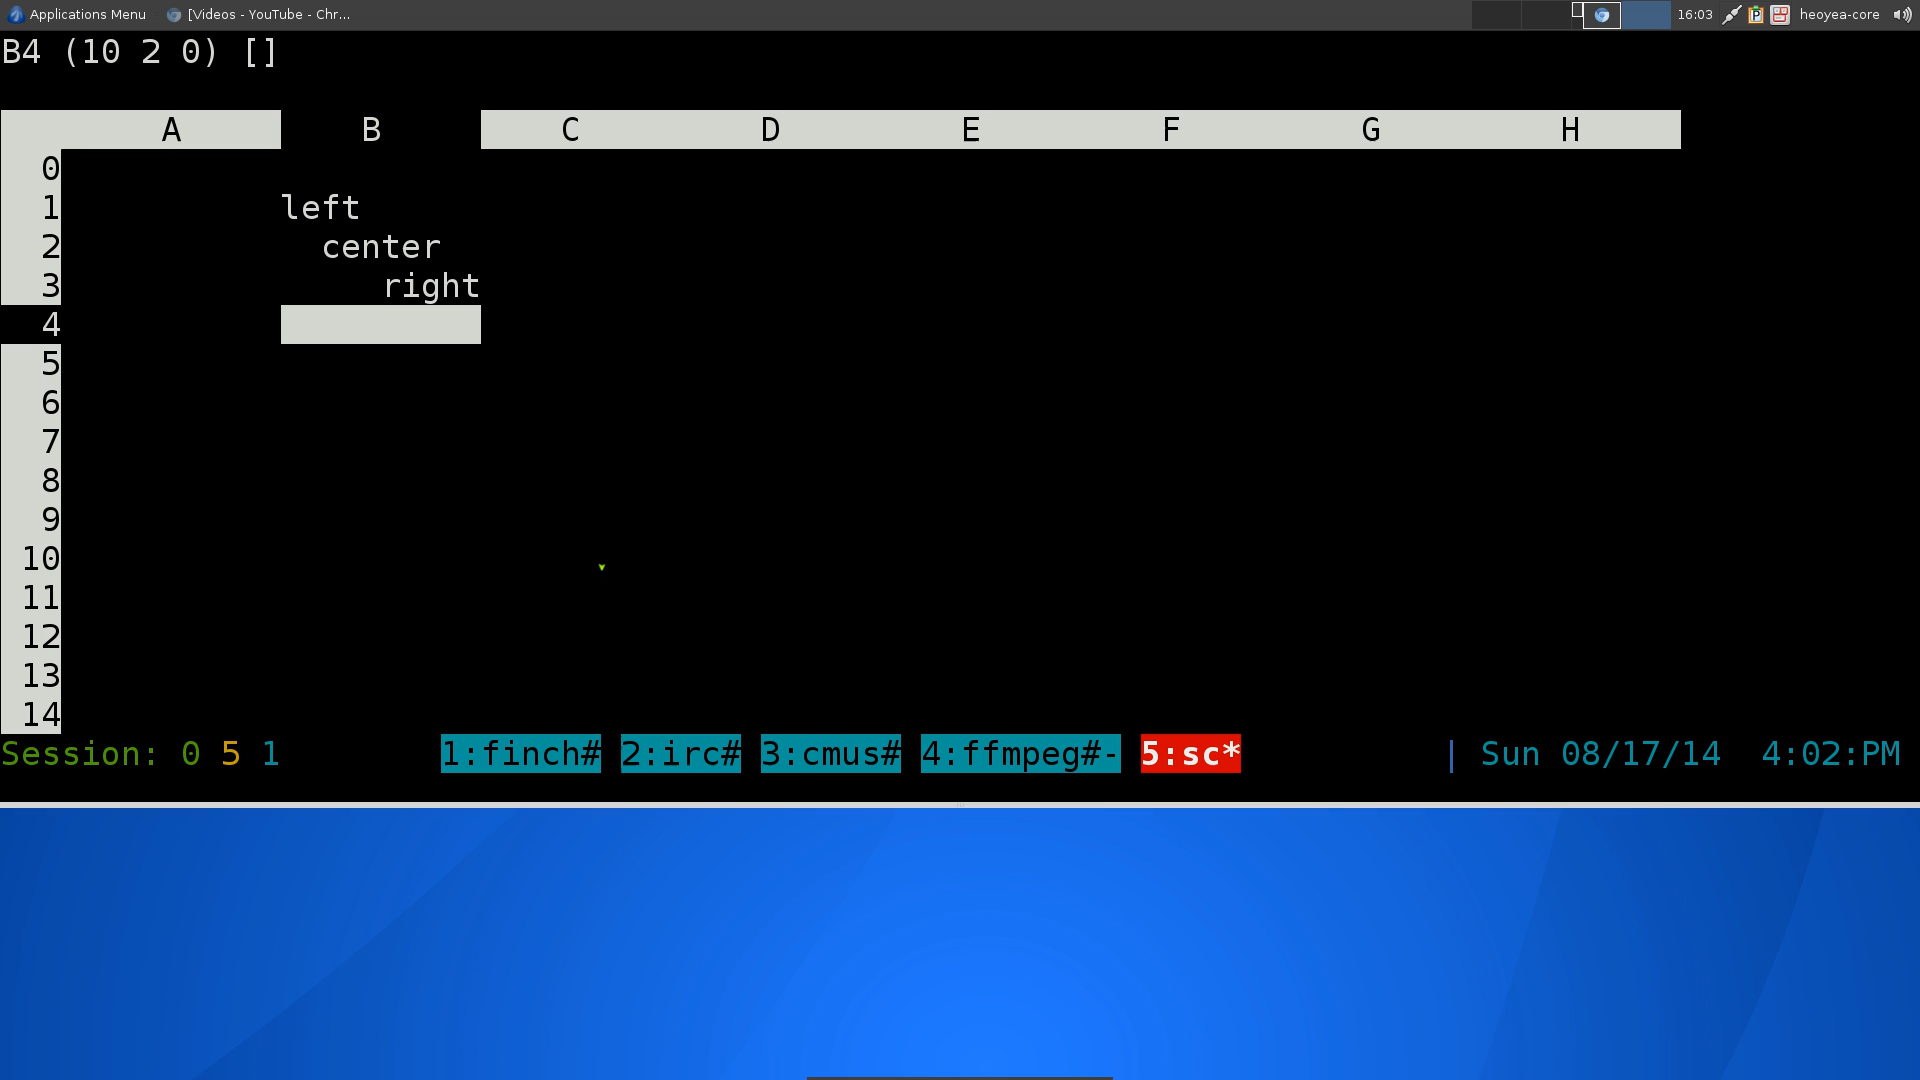 Applications Menu [Videos - YouTube - Chr... 16:03 heoyea-core
B4 (10 2 0) []
A B C D E F G H
0
1 left
2 center
3 right
4
5
6
7
8
9
10
11
12
13
14
Session: 0 5 1 1:finch# 2:irc# 3:cmus# 4:ffmpeg#- 5:sc* | Sun 08/17/14 4:02:PM